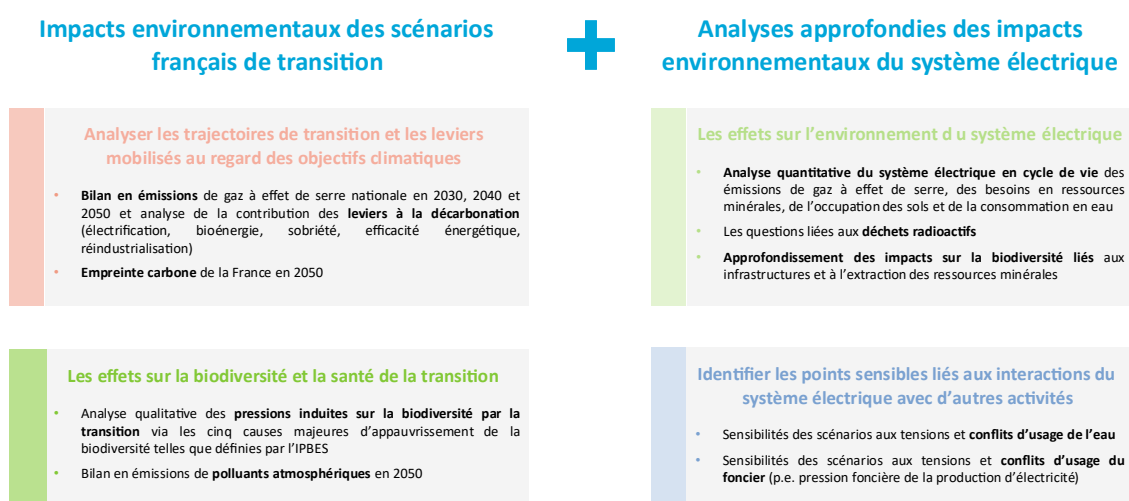 Impacts environnementaux des scénarios
français de transition
Analyser les trajectoires de transition et les leviers
mobilisés au regard des objectifs climatiques
• Bilan en émissions de gaz à effet de serre nationale en 2030, 2040 et
2050 et analyse de la contribution des leviers à la décarbonation
(électrification, bioénergie, sobriété, efficacité énergétique,
réindustrialisation)
• Empreinte carbone de la France en 2050
Les effets sur la biodiversité et la santé de la transition
• Analyse qualitative des pressions induites sur la biodiversité par la
transition via les cinq causes majeures d'appauvrissement de la
biodiversité telles que définies par l'IPBES
• Bilan en émissions de polluants atmosphériques en 2050
Analyses approfondies des impacts
environnementaux du système électrique
Les effets sur l'environnement d u système électrique
• Analyse quantitative du système électrique en cycle de vie des
émissions de gaz à effet de serre, des besoins en ressources
minérales, de l'occupation des sols et de la consommation en eau
• Les questions liées aux déchets radioactifs
• Approfondissement des impacts sur la biodiversité liés aux
infrastructures et à l'extraction des ressources minérales
Identifier les points sensibles liés aux interactions du
système électrique avec d'autres activités
• Sensibilités des scénarios aux tensions et conflits d'usage de l'eau
• Sensibilités des scénarios aux tensions et conflits d'usage du
foncier (p.e. pression foncière de la production d'électricité)